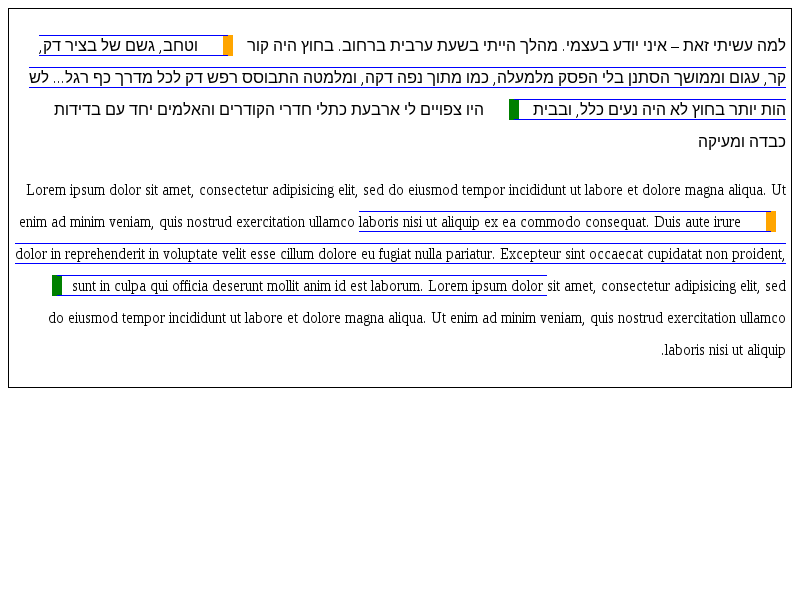 למה עשיתי זאת – איני יודע בעצמי. מהלך הייתי בשעת ערבית ברחוב. בחוץ היה קור וטחב, גשם של בציר דק,
קר, עגום וממושך הסתנן בלי הפסק מלמעלה, כמו מתוך נפה דקה, ומלמטה התבוסס רפש דק לכל מדרך כף רגל... לש
הות יותר בחוץ לא היה נעים כלל, ובבית היו צפויים לי ארבעת כתלי חדרי הקודרים והאלמים יחד עם בדידות
כבדה ומעיקה
Lorem ipsum dolor sit amet, consectetur adipisicing elit, sed do eiusmod tempor incididunt ut labore et dolore magna aliqua. Ut
enim ad minim veniam, quis nostrud exercitation ullamco laboris nisi ut aliquip ex ea commodo consequat. Duis aute irure
dolor in reprehenderit in voluptate velit esse cillum dolore eu fugiat nulla pariatur. Excepteur sint occaecat cupidatat non proident,
sunt in culpa qui officia deserunt mollit anim id est laborum. Lorem ipsum dolor sit amet, consectetur adipisicing elit, sed
do eiusmod tempor incididunt ut labore et dolore magna aliqua. Ut enim ad minim veniam, quis nostrud exercitation ullamco
.laboris nisi ut aliquip